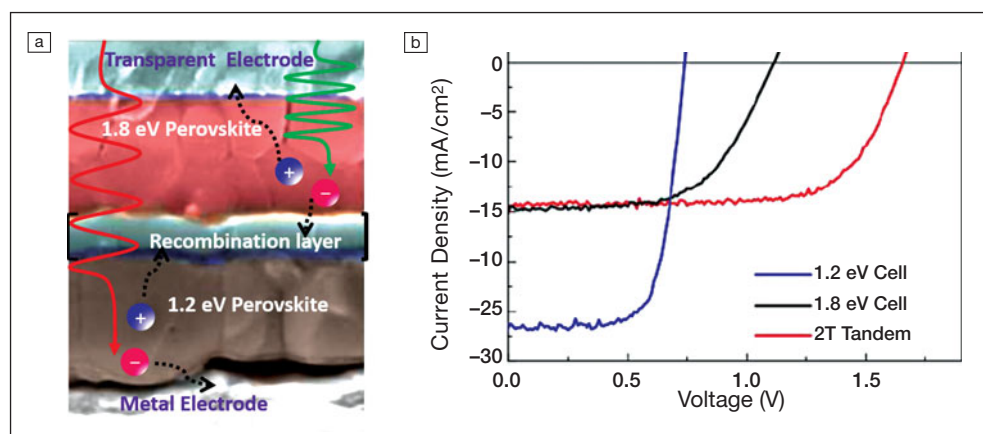 a
Transparent Electrode
1.8 eV Perovskite
+
−
Recombination layer
1.2 eV Perovskite
+
−
Metal Electrode
b
0
−5
−10
−15
−10
−25
−30
Current Density (mA/cm2)
1.2 eV Cell
1.8 eV Cell
2T Tandem
0.0 0.5 1.0 1.5
Voltage (V)